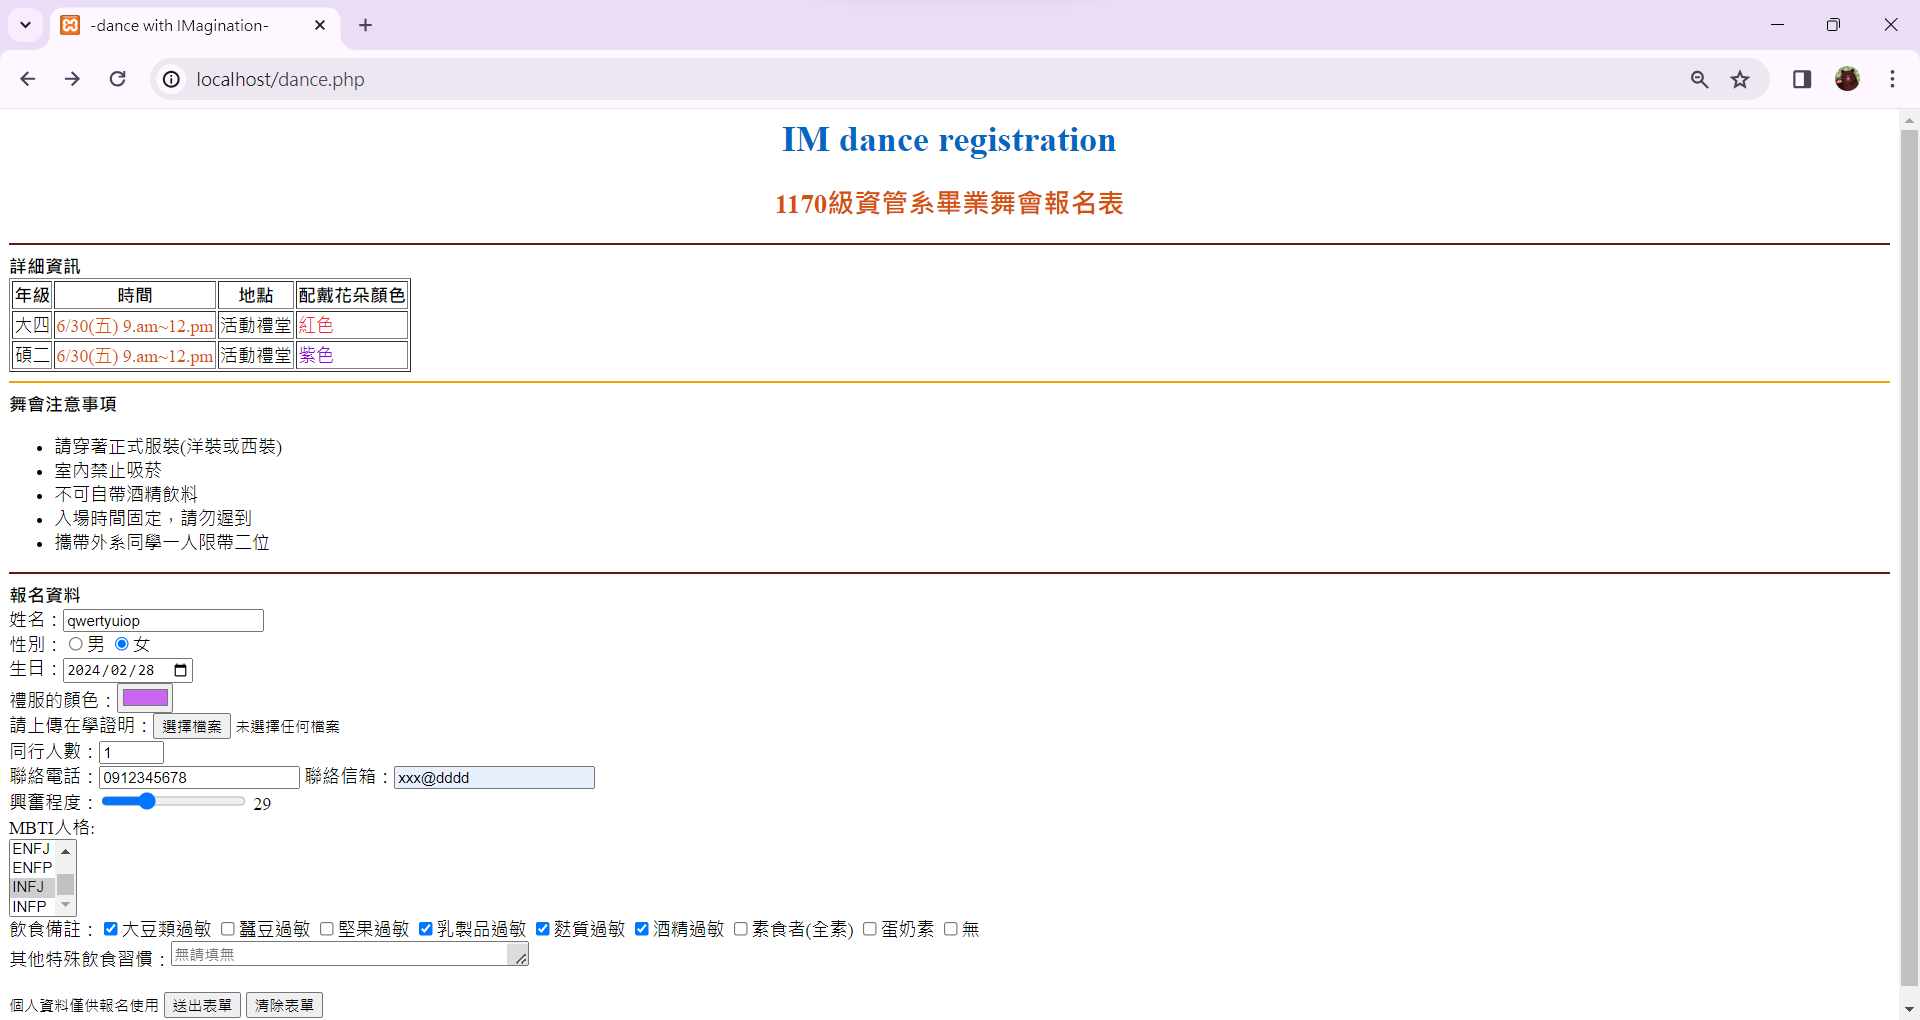 -dance with IMagination-
localhost/dance.php
IM dance registration
1170級資管系畢業舞會報名表
詳細資訊
年級 時間 地點 配戴花朵顏色
大四 6/30(五) 9.am~12.pm 活動禮堂 紅色
碩二 6/30(五) 9.am~12.pm 活動禮堂 紫色
舞會注意事項
請穿著正式服裝(洋裝或西裝)
室內禁止吸菸
不可自帶酒精飲料
入場時間固定，請勿遲到
攜帶外系同學一人限帶二位
報名資料
姓名：qwertyuiop
性別：男 女
生日：2024/02/28
禮服的顏色：
請上傳在學證明：選擇檔案 未選擇任何檔案
同行人數：1
聯絡電話：0912345678 聯絡信箱：xxx@dddd
興奮程度： 29
MBTI人格:
ENFJ
ENFP
INFJ
INFP
飲食備註：大豆類過敏 蠶豆過敏 堅果過敏 乳製品過敏 麩質過敏 酒精過敏 素食者(全素) 蛋奶素 無
其他特殊飲食習慣：無請填無
個人資料僅供報名使用 送出表單 清除表單